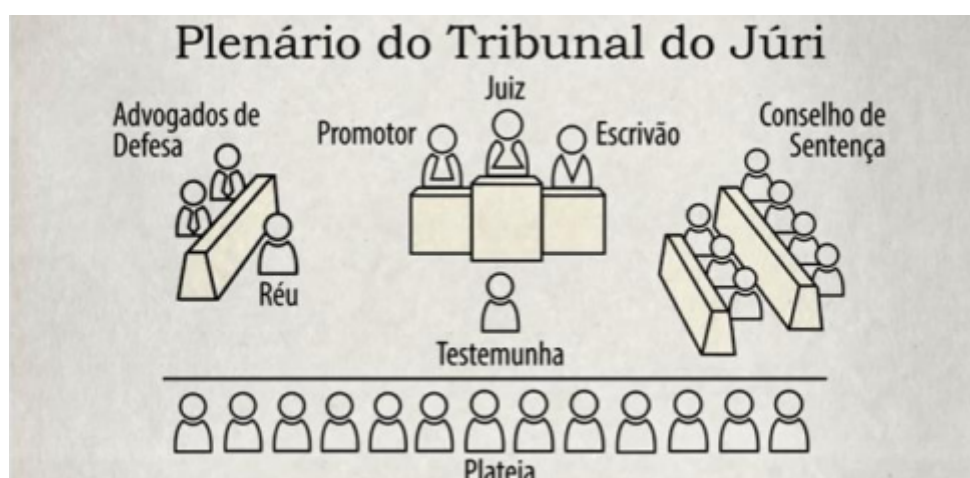 Plenário do Tribunal do Júri
Juiz
Advogados de
Defesa
Promotor
Escrivão
Conselho de
Sentença
Réu
Testemunha
Plateia